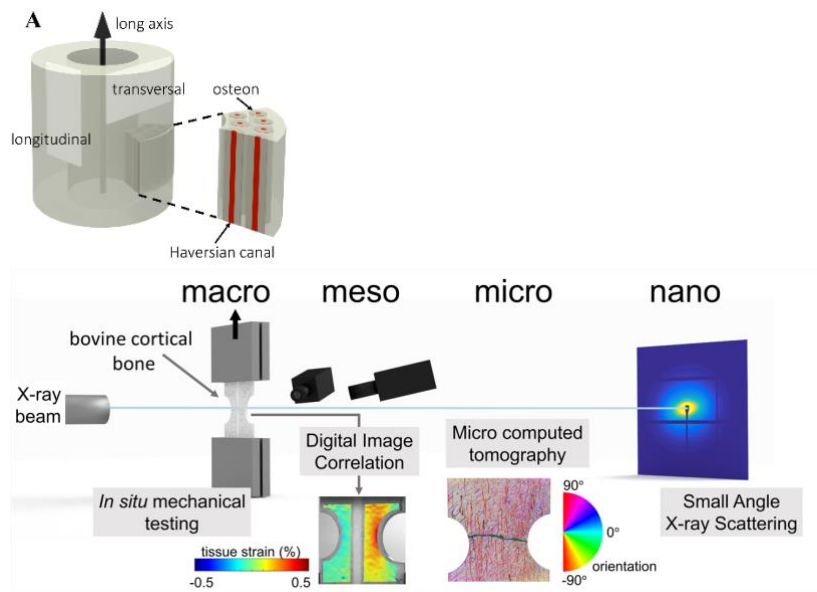 A
long axis
transversal
osteon
longitudinal
Haversian canal
macro
meso
micro
nano
bovine cortical
bone
X-ray
beam
Digital Image
Correlation
Micro computed
tomography
In situ mechanical
testing
Small Angle
X-ray Scattering
tissue strain (%)
-0.5
0.5
90°
0°
orientation
-90°